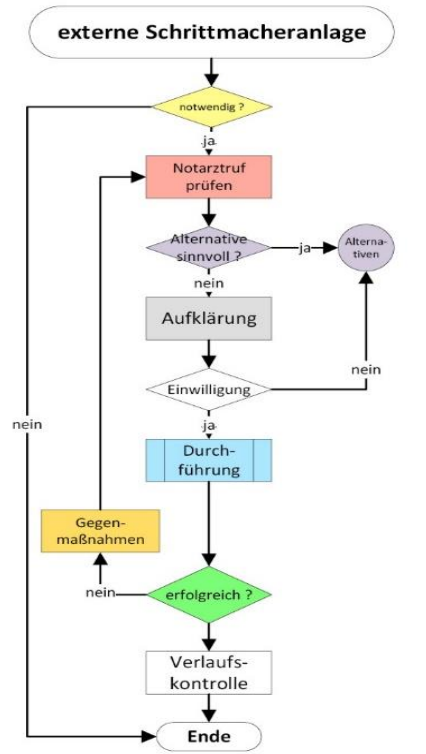 externe Schrittmacheranlage
notwendig ?
ja
Notarztruf
prüfen
Alternative
sinnvoll ?
ja
Alterna-
tiven
nein
Aufklärung
nein
Einwilligung
ja
nein
Durch-
führung
Gegen-
maßnahmen
nein
erfolgreich ?
Verlaufs-
kontrolle
Ende